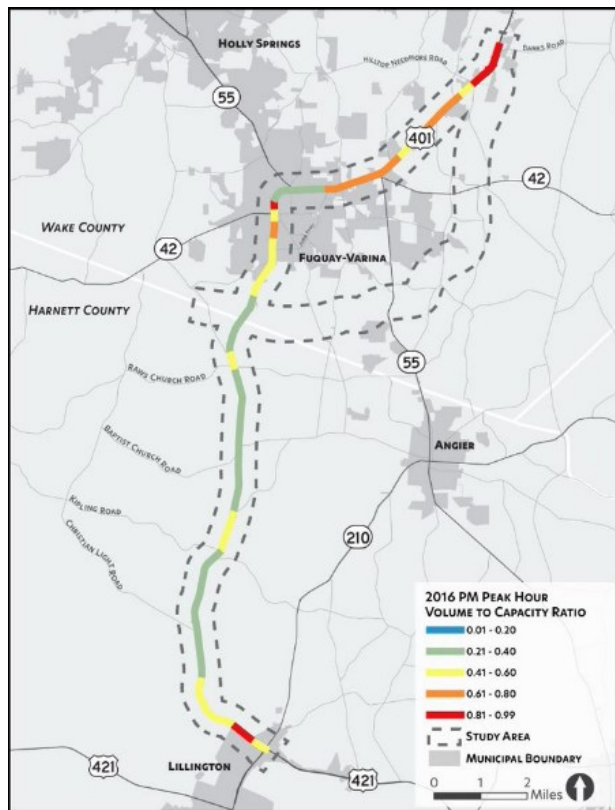 HOLLY SPRINGS
HILLTOP NEEDMORE ROAD
BANKS ROAD
55
401
42
WAKE COUNTY
42
FUQUAY-VARINA
HARNETT COUNTY
55
RAWLS CHURCH ROAD
ANGIER
BAPTIST CHURCH ROAD
KIPLING ROAD
210
CHRISTIAN LIGHT ROAD
2016 PM PEAK HOUR
VOLUME TO CAPACITY RATIO
0.01 - 0.20
0.21 - 0.40
0.41 - 0.60
0.61 - 0.80
0.81 - 0.99
STUDY AREA
MUNICIPAL BOUNDARY
LILLINGTON
421
421
0 1 2
MILES